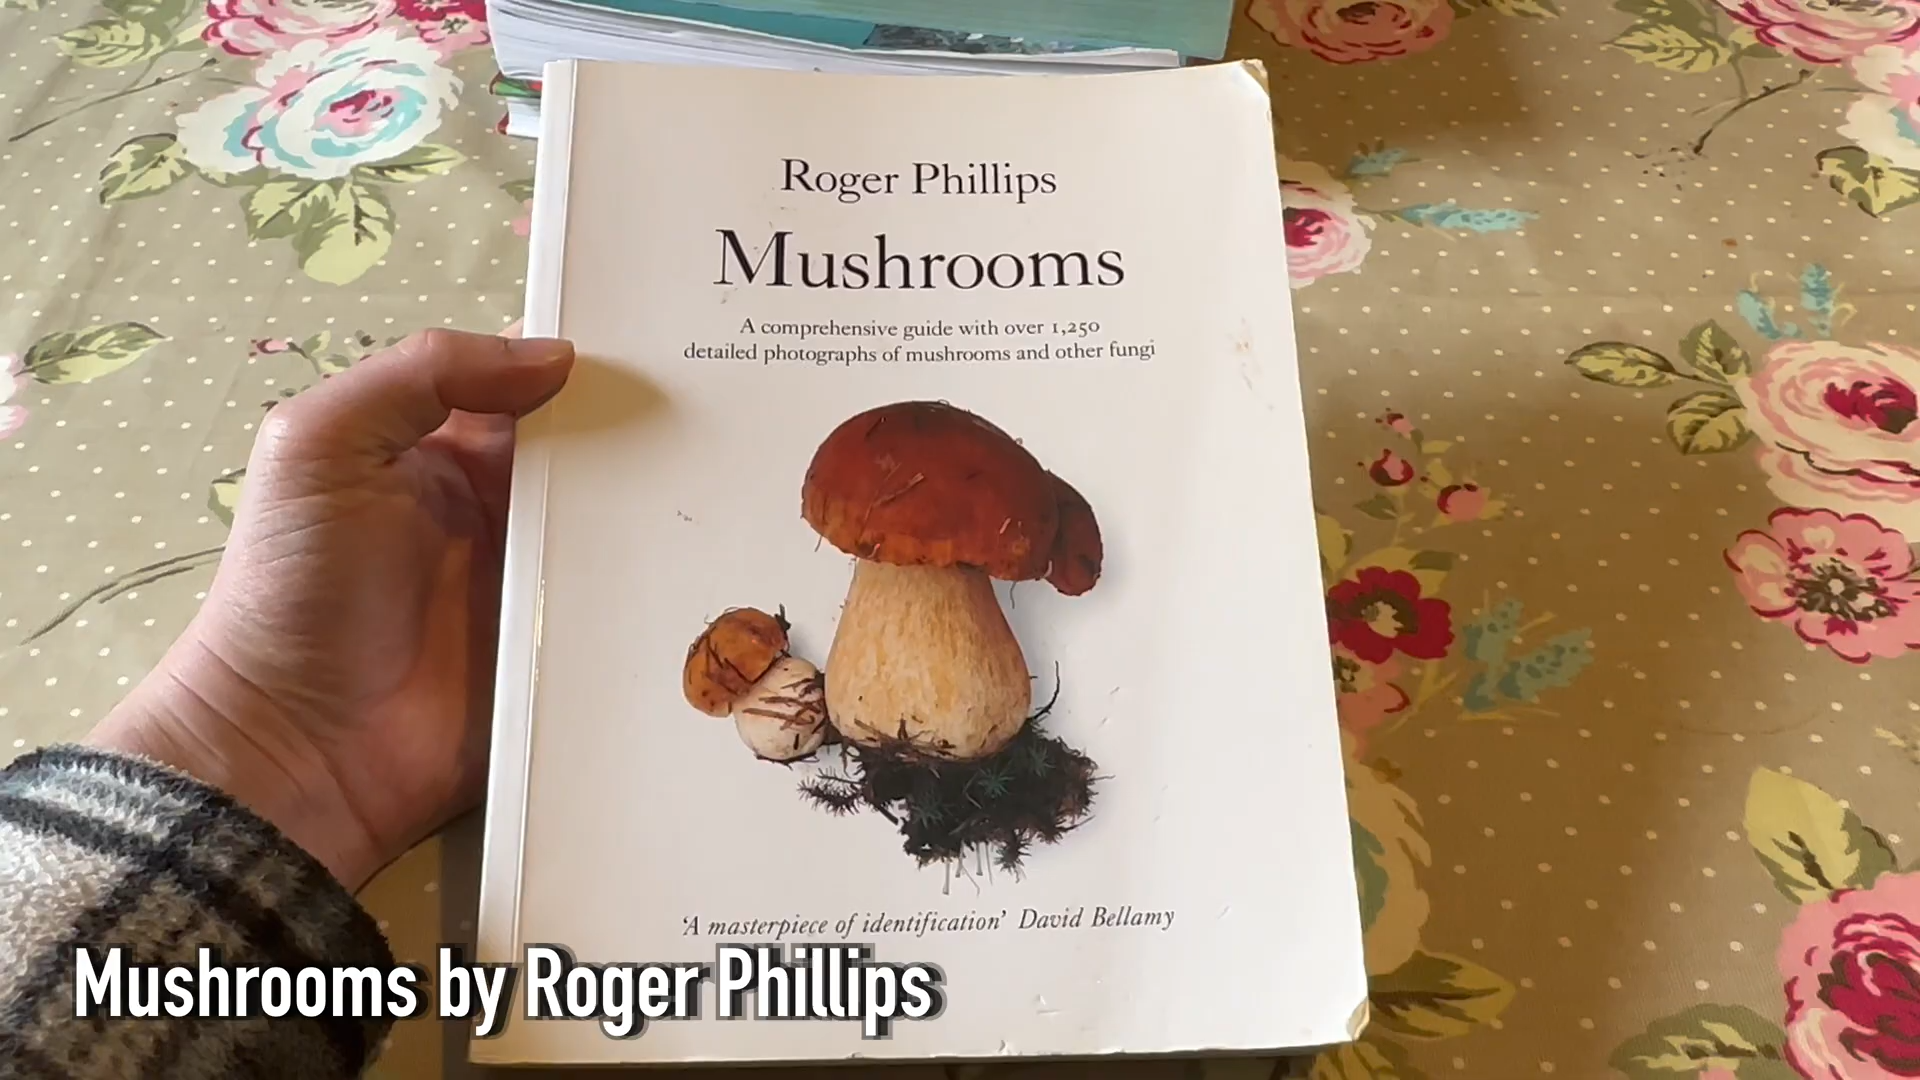 Roger Phillips
Mushrooms
A comprehensive guide with over 1,250
detailed photographs of mushrooms and other fungi
‘A masterpiece of identification’ David Bellamy
Mushrooms by Roger Phillips